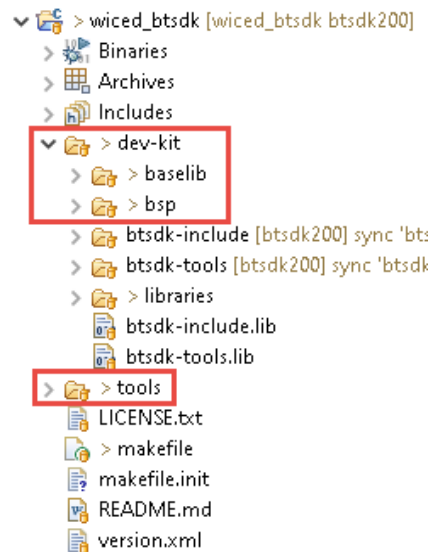 > wiced_btsdk [wiced_btsdk btsdk200]
Binaries
Archives
Includes
> dev-kit
> baselib
> bsp
btsdk-include [btsdk200] sync 'bts
btsdk-tools [btsdk200] sync 'btsdk
> libraries
btsdk-include.lib
btsdk-tools.lib
> tools
LICENSE.txt
> makefile
makefile.init
README.md
version.xml